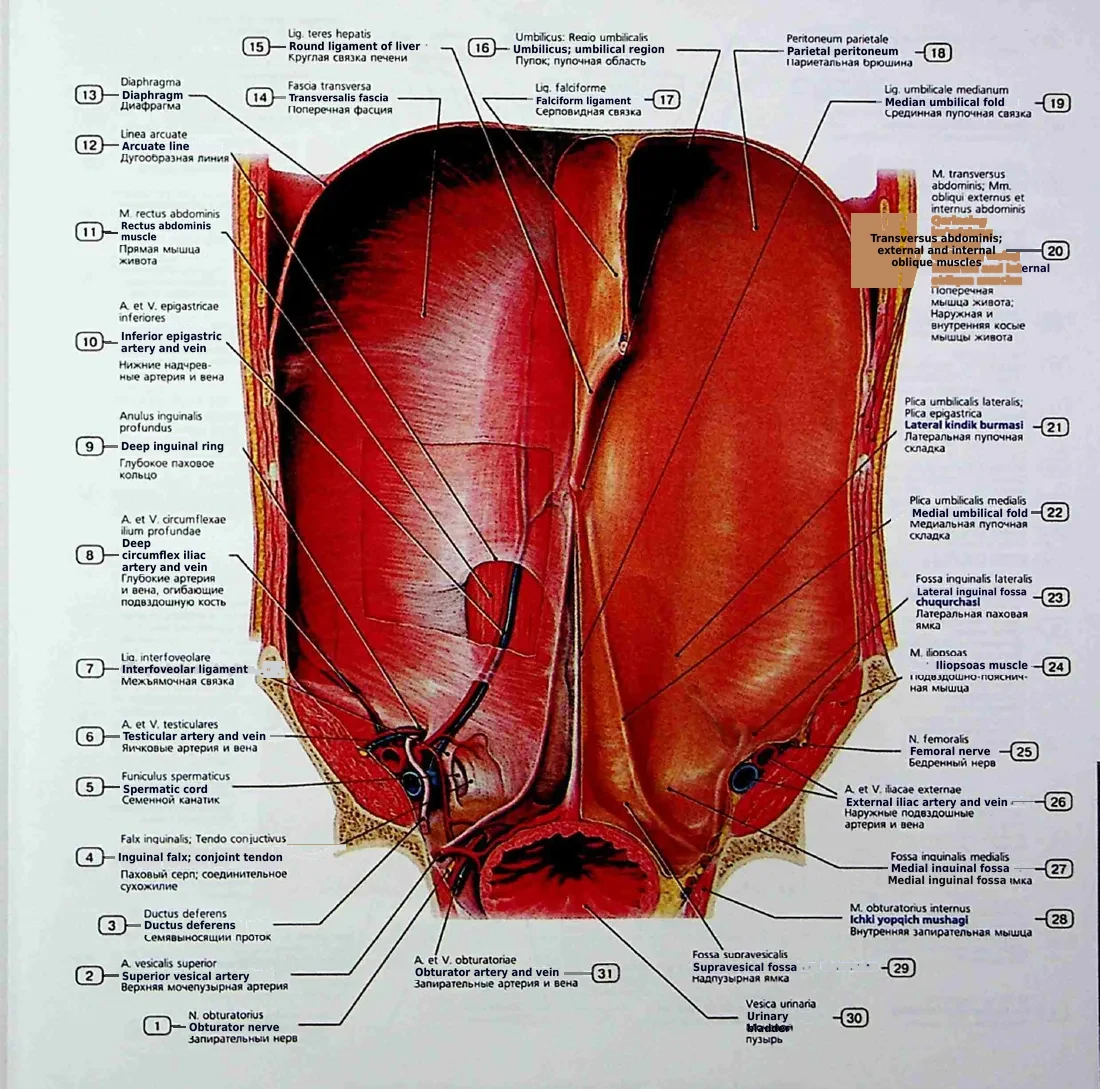 15
Lig. teres hepatis
Round ligament of liver
Круглая связка печени
16
Umbilicus: Regio umbilicalis
Umbilicus; umbilical region
Пупок; пупочная область
Peritoneum parietale
Parietal peritoneum
Париетальная брюшина
18
13
Diaphragma
Diaphragm
Диафрагма
14
Fascia transversa
Transversalis fascia
Поперечная фасция
Lig. falciforme
Falciform ligament
Серповидная связка
17
Lig. umbilicale medianum
Median umbilical fold
Срединная пупочная связка
19
12
Linea arcuate
Arcuate line
Дугообразная линия
M. transversus
abdominis; Mm.
obliqui externus et
internus abdominis
Transversus abdominis;
external and internal
oblique muscles
ernal
20
Поперечная
мышца живота;
Наружная и
внутренняя косые
мышцы живота
11
M. rectus abdominis
Rectus abdominis
muscle
Прямая мышца
живота
10
A. et V. epigastricae
inferiores
Inferior epigastric
artery and vein
Нижние надчрев-
ные артерия и вена
9
Anulus inguinalis
profundus
Deep inguinal ring
Глубокое паховое
кольцо
Plica umbilicalis lateralis;
Plica epigastrica
Lateral kindik burmasi
Латеральная пупочная
складка
21
Plica umbilicalis medialis
Medial umbilical fold
Медиальная пупочная
складка
22
8
A. et V. circumflexae
ilium profundae
Deep
circumflex iliac
artery and vein
Глубокие артерия
и вена, огибающие
подвздошную кость
Fossa inguinalis lateralis
Lateral inguinal fossa
chuqurchasi
Латеральная паховая
ямка
23
7
Lig. interfoveolare
Interfoveolar ligament
Межъямочная связка
M. iliopsoas
Iliopsoas muscle
Подвздошно-пояснич-
ная мышца
24
6
A. et V. testiculares
Testicular artery and vein
Яичковые артерия и вена
N. femoralis
Femoral nerve
Бедренный нерв
25
5
Funiculus spermaticus
Spermatic cord
Семенной канатик
A. et V. iliacae externae
External iliac artery and vein
Наружные подвздошные
артерия и вена
26
4
Falx inquinalis; Tendo conjuctivus
Inguinal falx; conjoint tendon
Паховый серп; соединительное
сухожилие
Fossa inguinalis medialis
Medial inguinal fossa
Medial inguinal fossa ямка
27
3
Ductus deferens
Ductus deferens
Семявыносящий проток
M. obturatorius internus
Ichki yopqich mushagi
Внутренняя запирательная мышца
28
2
A. vesicalis superior
Superior vesical artery
Верхняя мочепузырная артерия
A. et V. obturatoriae
Obturator artery and vein
Запирательные артерия и вена
31
Fossa supravesicalis
Supravesical fossa
Надпузырная ямка
29
1
N. obturatorius
Obturator nerve
Запирательный нерв
Vesica urinaria
Urinary
bladder
пузырь
30